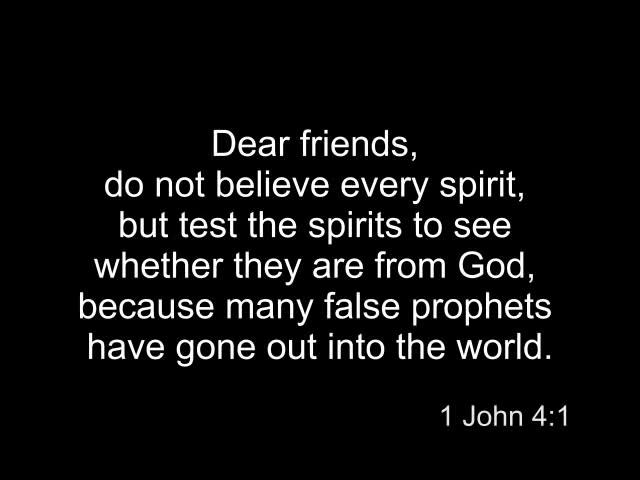 Dear friends,
do not believe every spirit,
but test the spirits to see
whether they are from God,
because many false prophets
have gone out into the world.
1 John 4:1